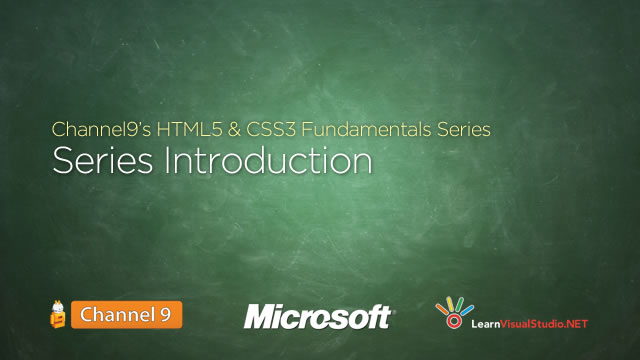 Channel9's HTML5 & CSS3 Fundamentals Series
Series Introduction
Channel 9
Microsoft
LearnVisualStudio.NET